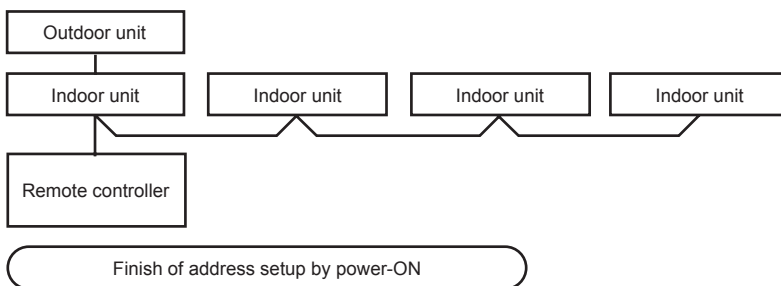 Outdoor unit
Indoor unit Indoor unit Indoor unit Indoor unit
Remote controller
Finish of address setup by power-ON